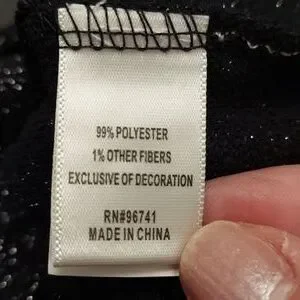 99% POLYESTER
1% OTHER FIBERS
EXCLUSIVE OF DECORATION
RN#96741
MADE IN CHINA